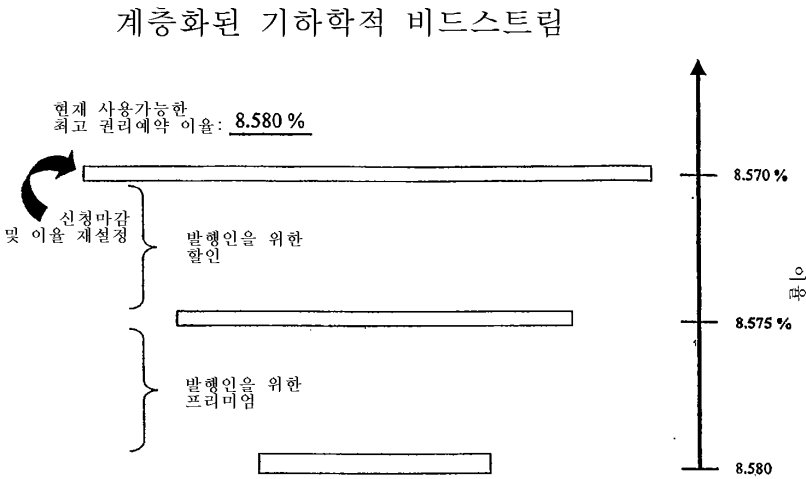 계층화된 기하학적 비드스트림
현재 사용가능한
최고 권리예약 이율: 8.580 %
8.570 %
신청마감
및 이율 재설정
발행인을 위한
할인
이율
8.575 %
발행인을 위한
프리미엄
8.580